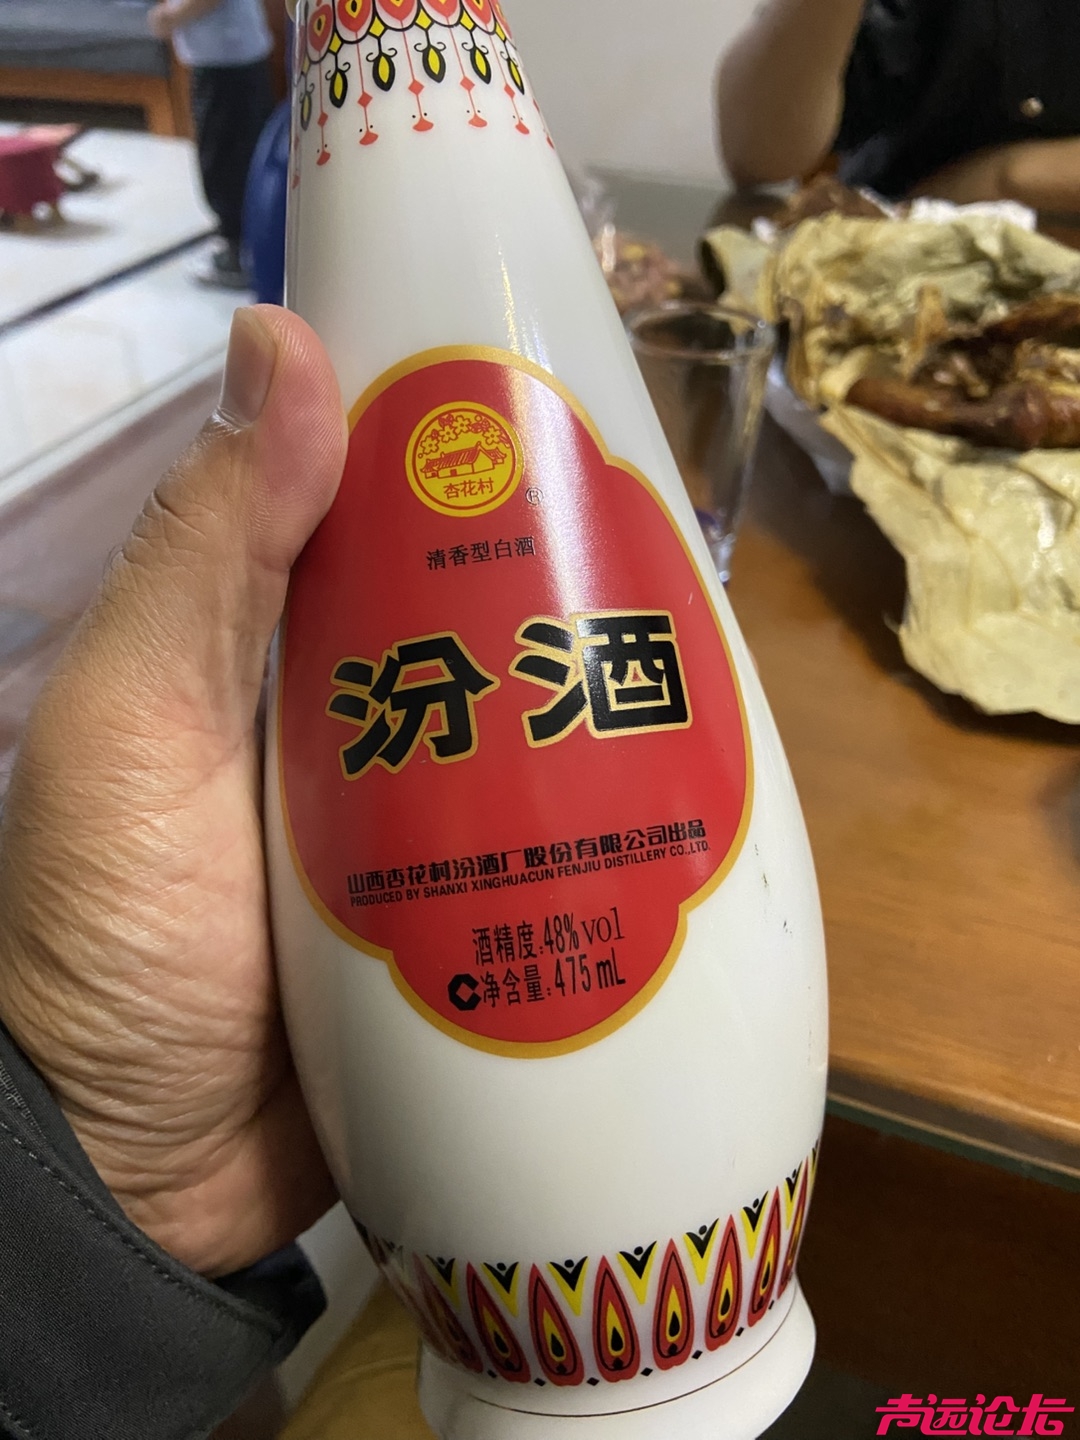 杏花村
®
清香型白酒
汾酒
山西杏花村汾酒厂股份有限公司出品
PRODUCED BY SHANXI XINGHUACUN FENJIU DISTILLERY CO.,LTD.
酒精度:48%vol
净含量:475mL
声远论坛